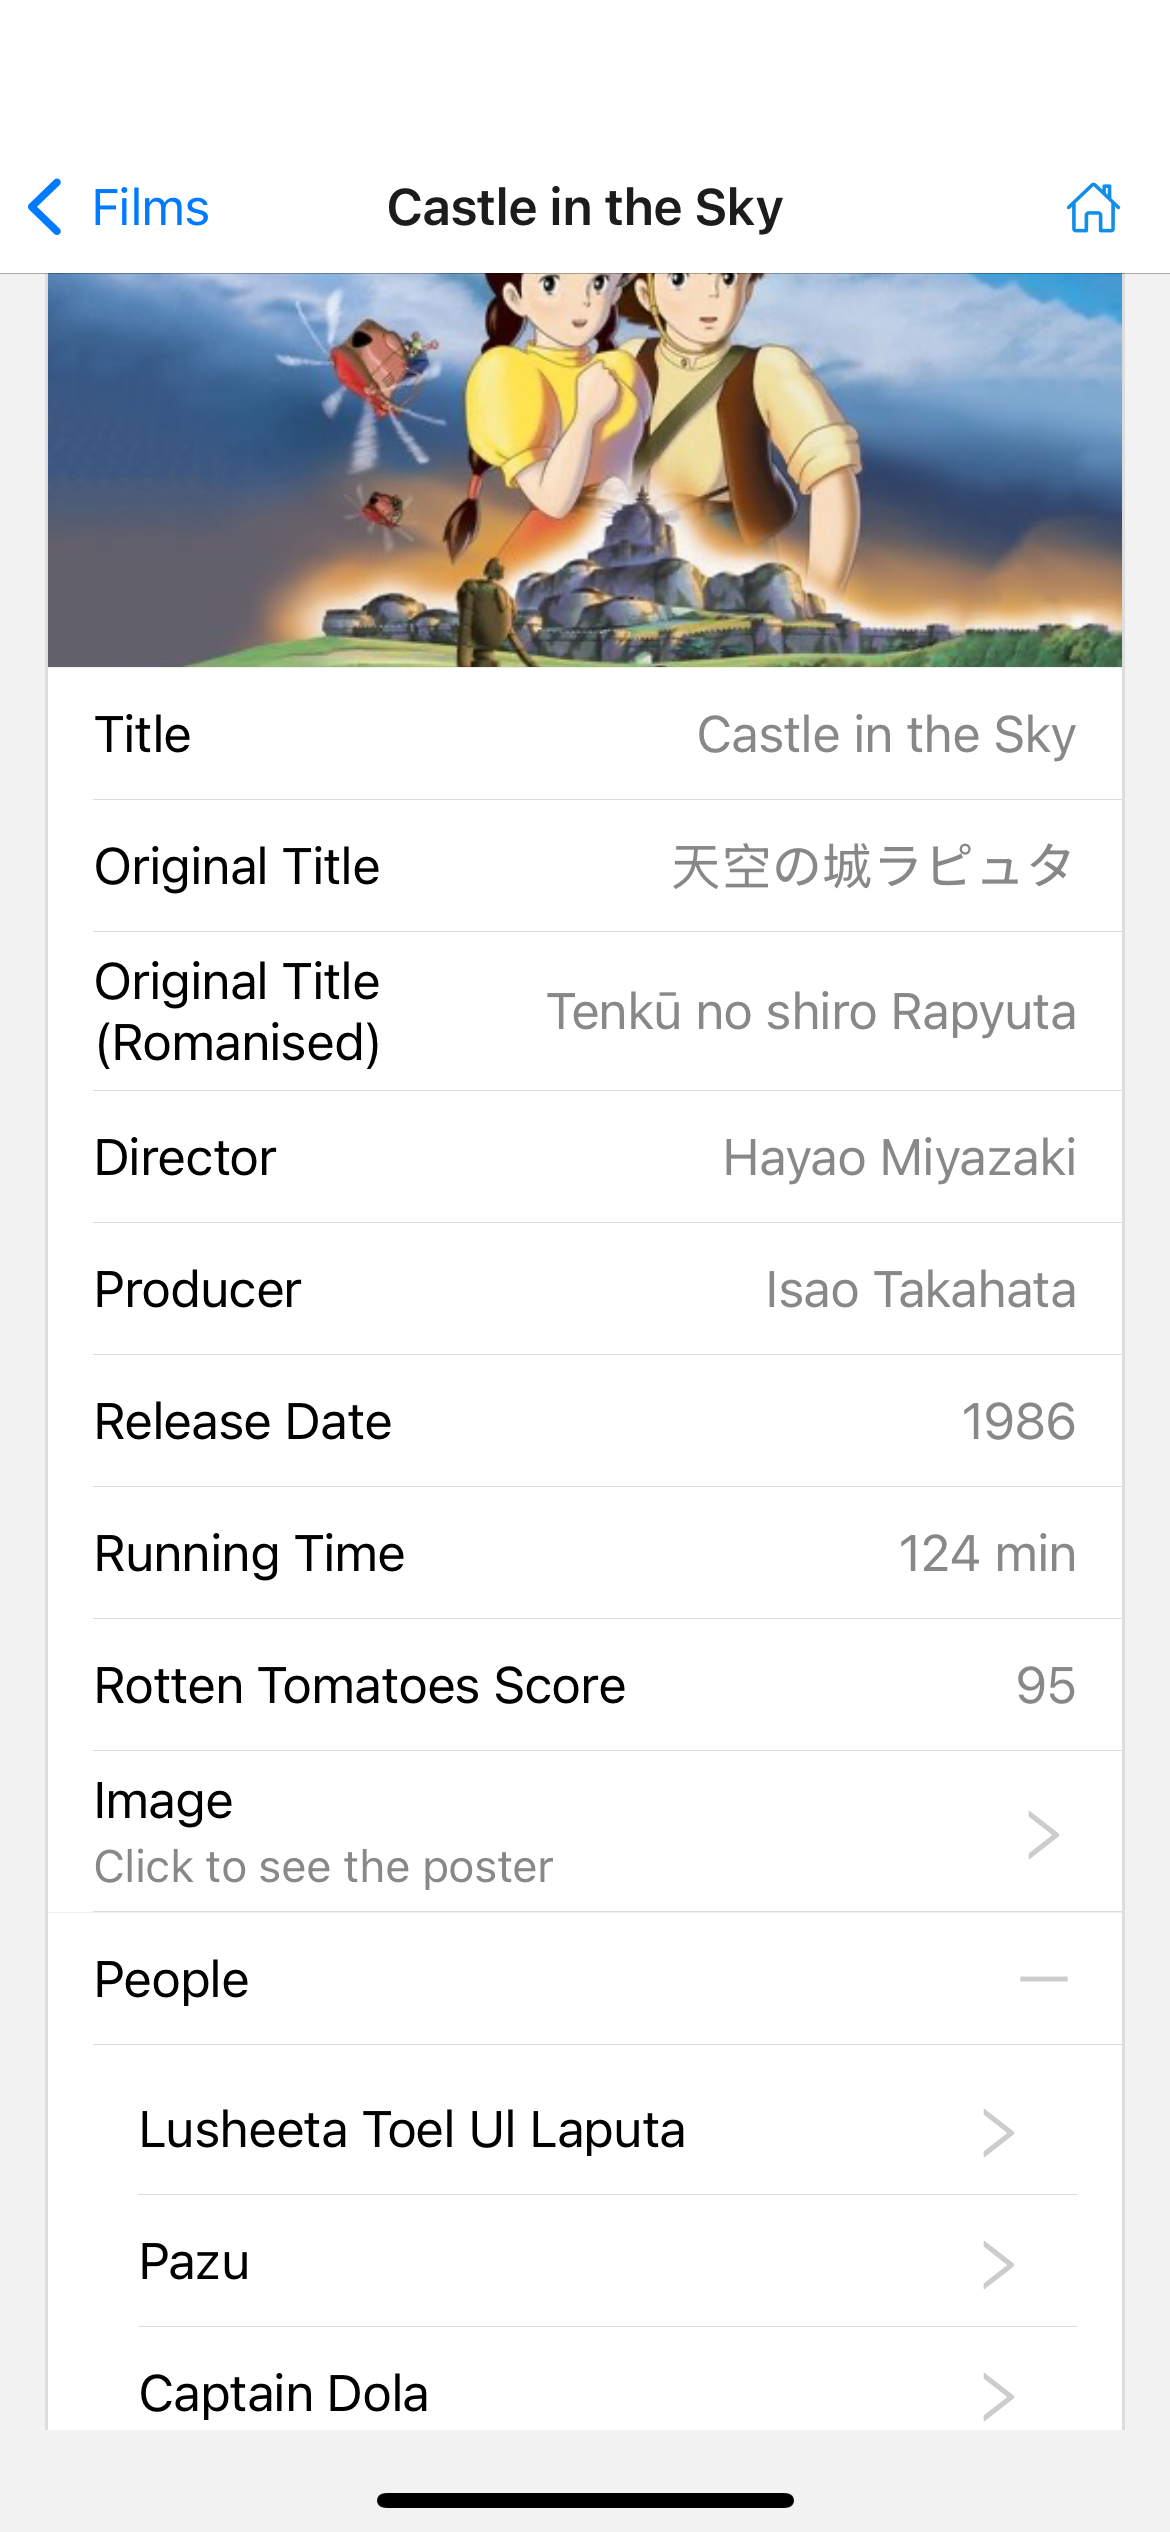 Films
Castle in the Sky
Title
Castle in the Sky
Original Title
天空の城ラピュタ
Original Title
(Romanised)
Tenkū no shiro Rapyuta
Director
Hayao Miyazaki
Producer
Isao Takahata
Release Date
1986
Running Time
124 min
Rotten Tomatoes Score
95
Image
Click to see the poster
People
Lusheeta Toel Ul Laputa
Pazu
Captain Dola